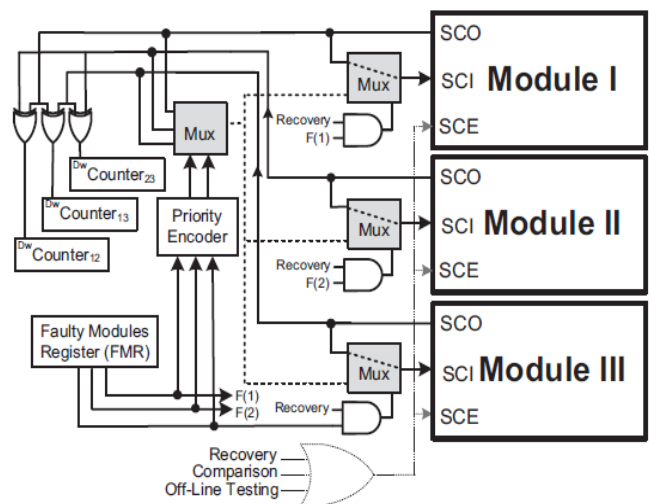 SCO
SCI Module I
SCE
Mux
Recovery
F(1)
Mux
DwCounter23
DwCounter13
DwCounter12
Priority
Encoder
SCO
SCI Module II
SCE
Mux
Recovery
F(2)
Faulty Modules
Register (FMR)
F(1)
F(2)
SCO
SCI Module III
SCE
Mux
Recovery
Recovery
Comparison
Off-Line Testing